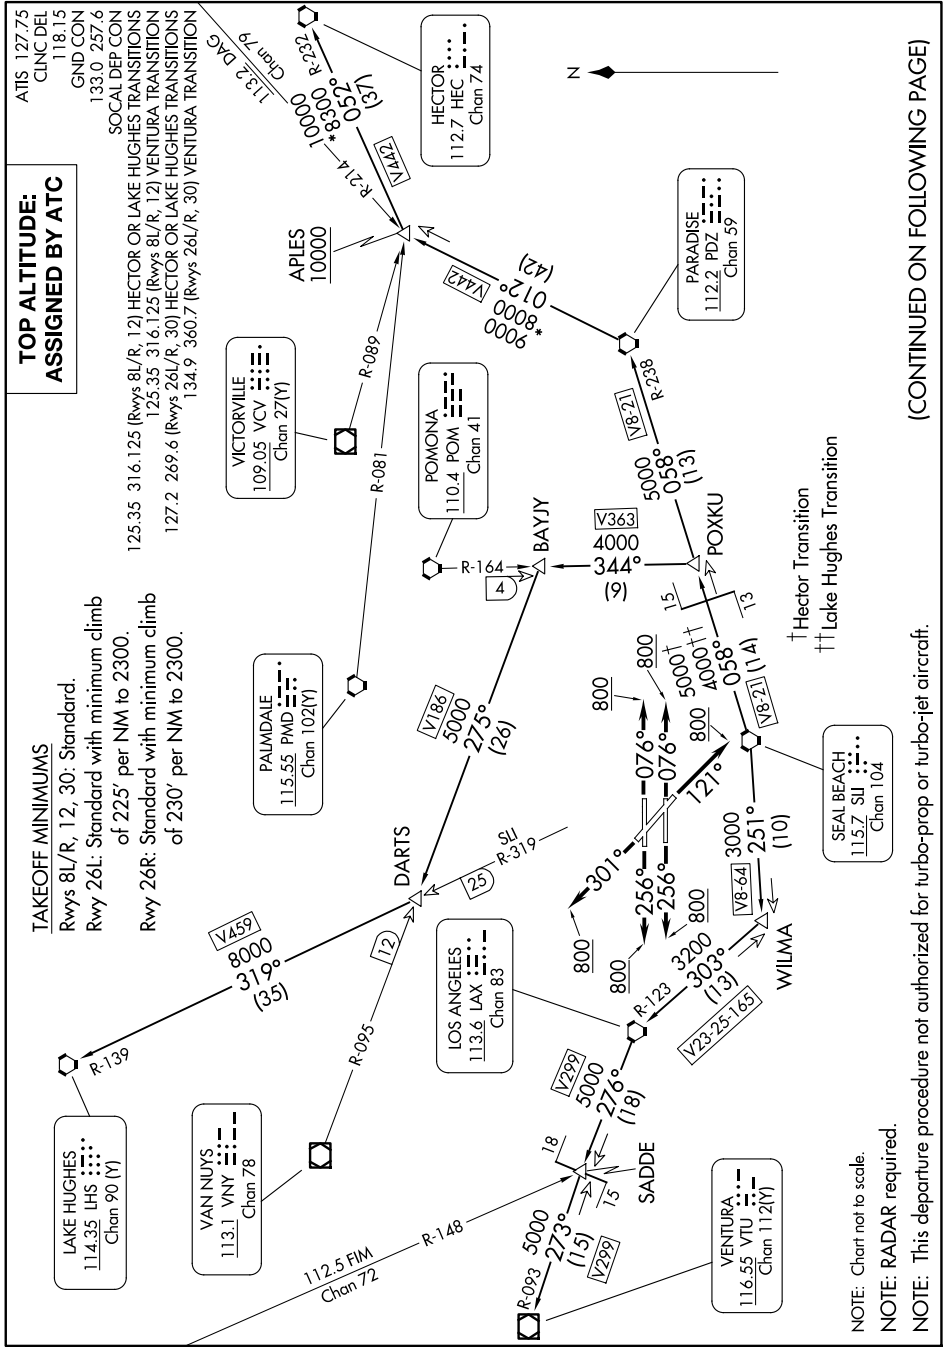 ATIS 127.75
CLNC DEL
118.15
GND CON
133.0 257.6
SOCAL DEP CON
125.35 316.125 (Rwys 8L/R, 12) HECTOR OR LAKE HUGHES TRANSITIONS
125.35 316.125 (Rwys 8L/R, 12) VENTURA TRANSITION
127.2 269.6 (Rwys 26L/R, 30) HECTOR OR LAKE HUGHES TRANSITIONS
134.9 360.7 (Rwys 26L/R, 30) VENTURA TRANSITION
TOP ALTITUDE:
ASSIGNED BY ATC
TAKEOFF MINIMUMS
Rwys 8L/R, 12, 30: Standard.
Rwy 26L: Standard with minimum climb
of 225' per NM to 2300.
Rwy 26R: Standard with minimum climb
of 230' per NM to 2300.
LAKE HUGHES
114.35 LHS
Chan 90 (Y)
R-139
V459
8000
319°
(35)
VAN NUYS
113.1 VNY
Chan 78
R-095
12
DARTS
25
SLI
R-319
V186
5000
275°
(26)
PALMDALE
115.55 PMD
Chan 102(Y)
R-081
VICTORVILLE
109.05 VCV
Chan 27(Y)
R-089
APLES
10000
113.2 DAG
Chan 79
R-214
R-232
10000
*8300
052°
(37)
V442
HECTOR
112.7 HEC
Chan 74
N
POMONA
110.4 POM
Chan 41
R-164
4
BAYJY
V442
9000
*8000
012°
(42)
PARADISE
112.2 PDZ
Chan 59
V363
4000
344°
(9)
V8-21
R-238
5000
058°
(13)
POXKU
15
13
5000†
4000††
058°
(14)
V8-21
†Hector Transition
††Lake Hughes Transition
800
800
800
076°
076°
121°
301°
256°
256°
800
800
800
SEAL BEACH
115.7 SLI
Chan 104
V8-64
3000
251°
(10)
WILMA
LOS ANGELES
113.6 LAX
Chan 83
R-123
3200
303°
(13)
V23-25-165
V299
5000
276°
(18)
18
15
SADDE
112.5 FIM
Chan 72
R-148
5000
273°
(15)
V299
R-093
VENTURA
116.55 VTU
Chan 112(Y)
NOTE: Chart not to scale.
NOTE: RADAR required.
NOTE: This departure procedure not authorized for turbo-prop or turbo-jet aircraft.
(CONTINUED ON FOLLOWING PAGE)